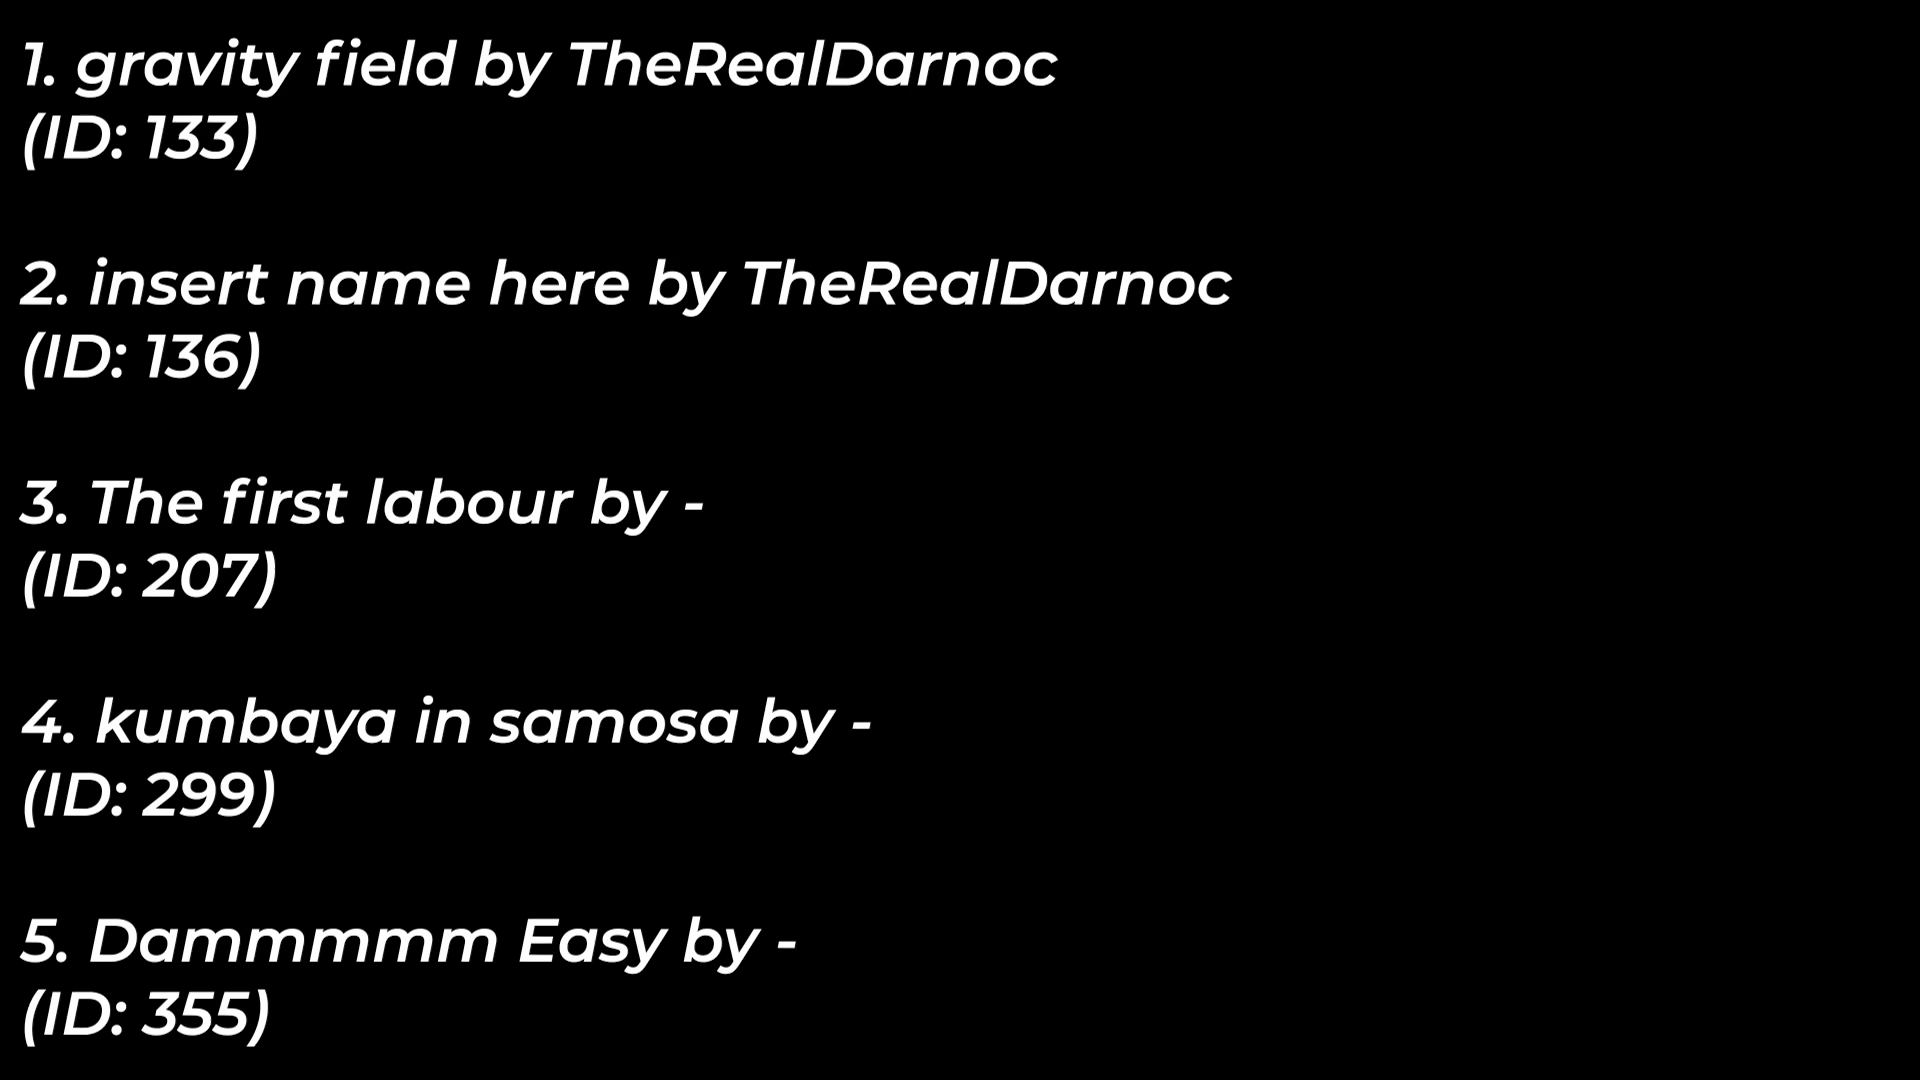 1. gravity field by TheRealDarnoc
(ID: 133)
2. insert name here by TheRealDarnoc
(ID: 136)
3. The first labour by -
(ID: 207)
4. kumbaya in samosa by -
(ID: 299)
5. Dammmmm Easy by -
(ID: 355)